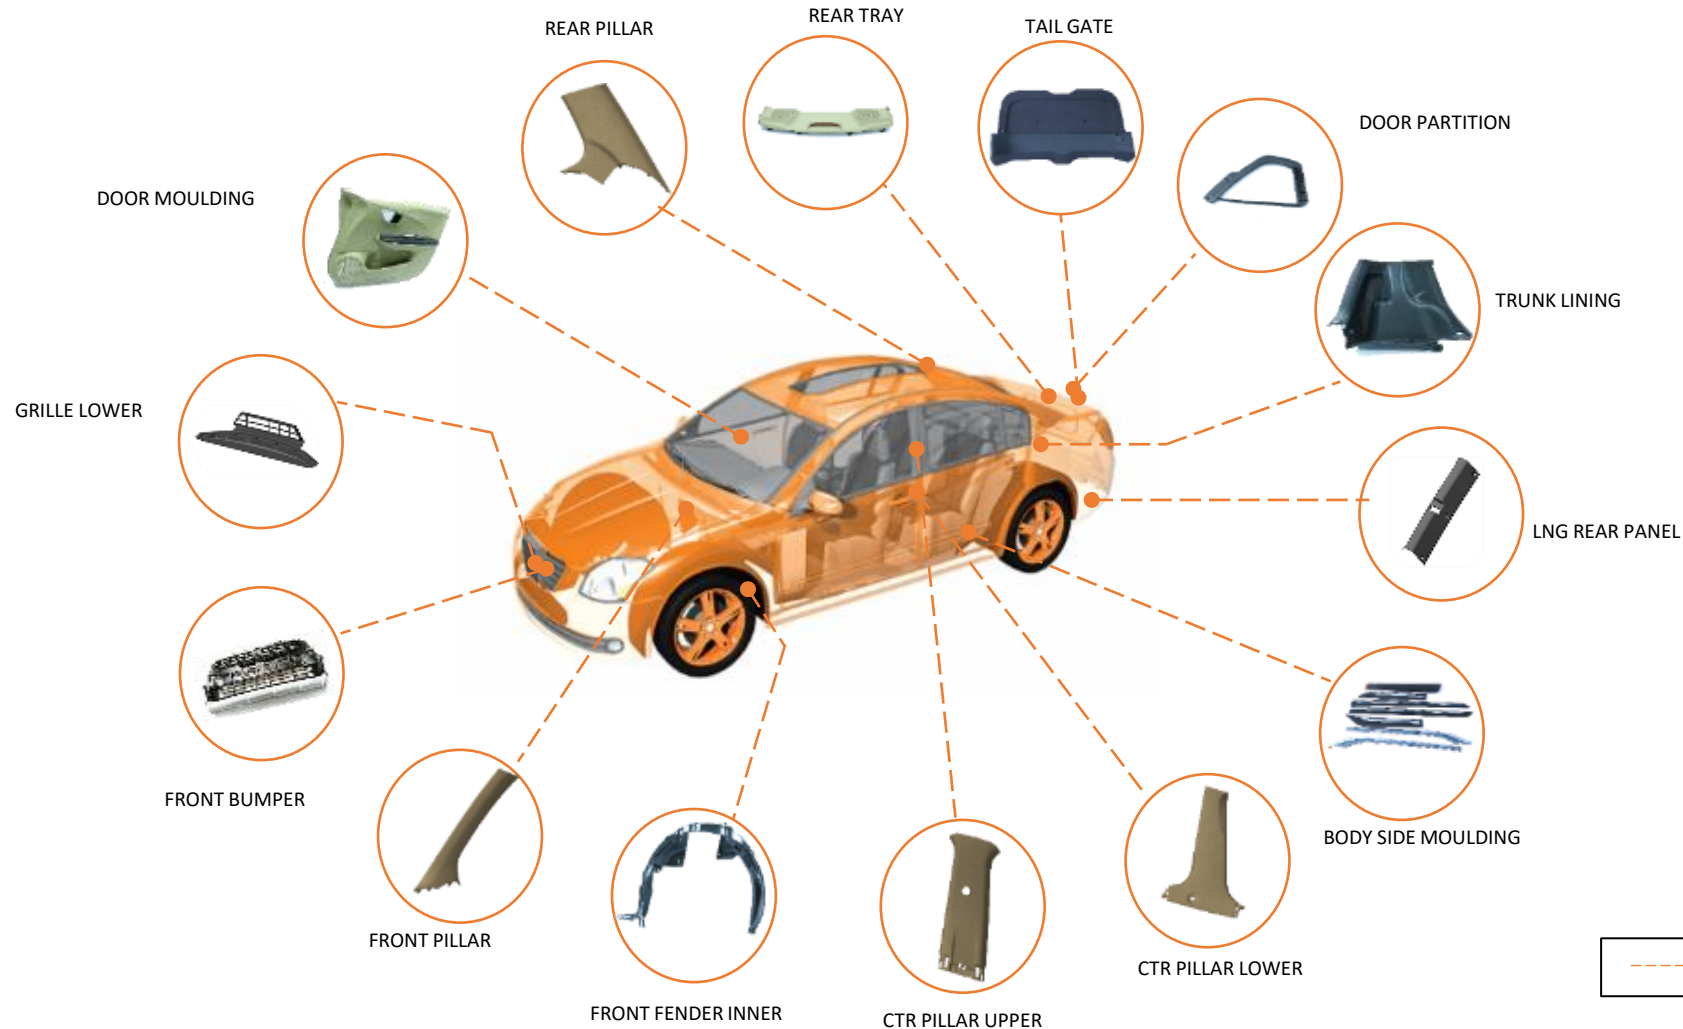 REAR TRAY
REAR PILLAR
TAIL GATE
DOOR PARTITION
DOOR MOULDING
TRUNK LINING
GRILLE LOWER
LNG REAR PANEL
FRONT BUMPER
BODY SIDE MOULDING
FRONT PILLAR
CTR PILLAR LOWER
FRONT FENDER INNER
CTR PILLAR UPPER